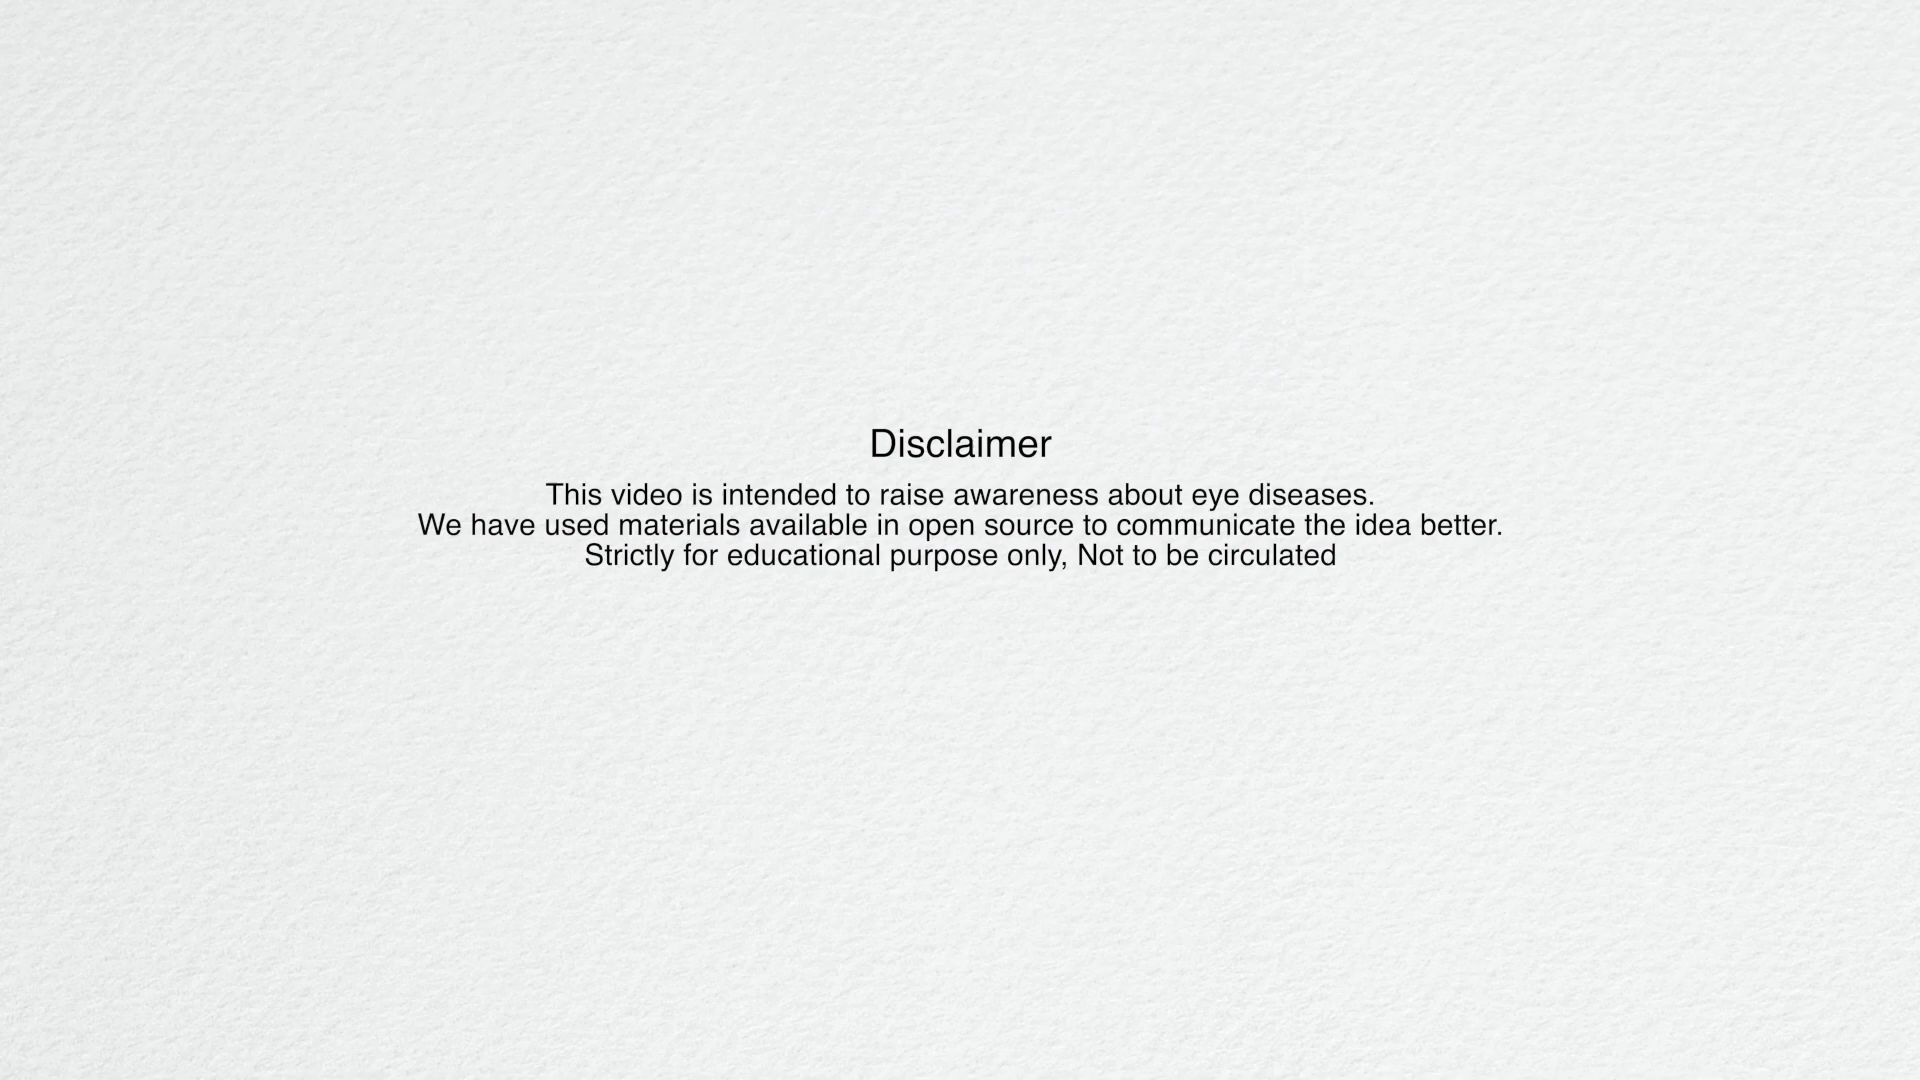 Disclaimer
This video is intended to raise awareness about eye diseases.
We have used materials available in open source to communicate the idea better.
Strictly for educational purpose only, Not to be circulated